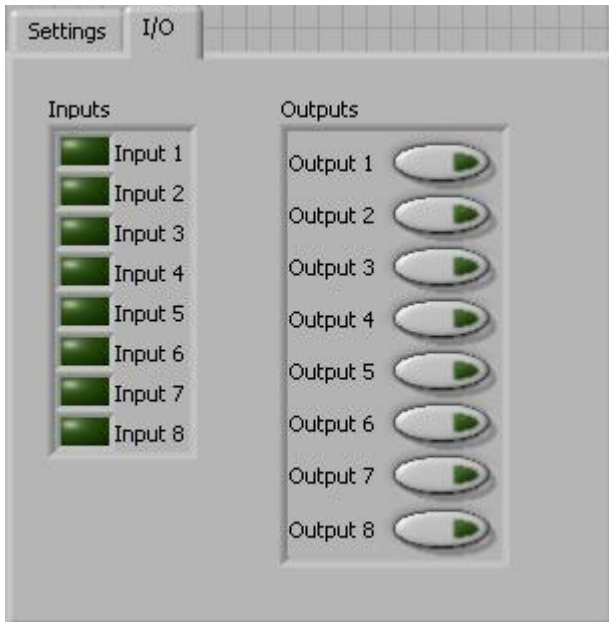 Settings I/O
Inputs
Input 1
Input 2
Input 3
Input 4
Input 5
Input 6
Input 7
Input 8
Outputs
Output 1
Output 2
Output 3
Output 4
Output 5
Output 6
Output 7
Output 8